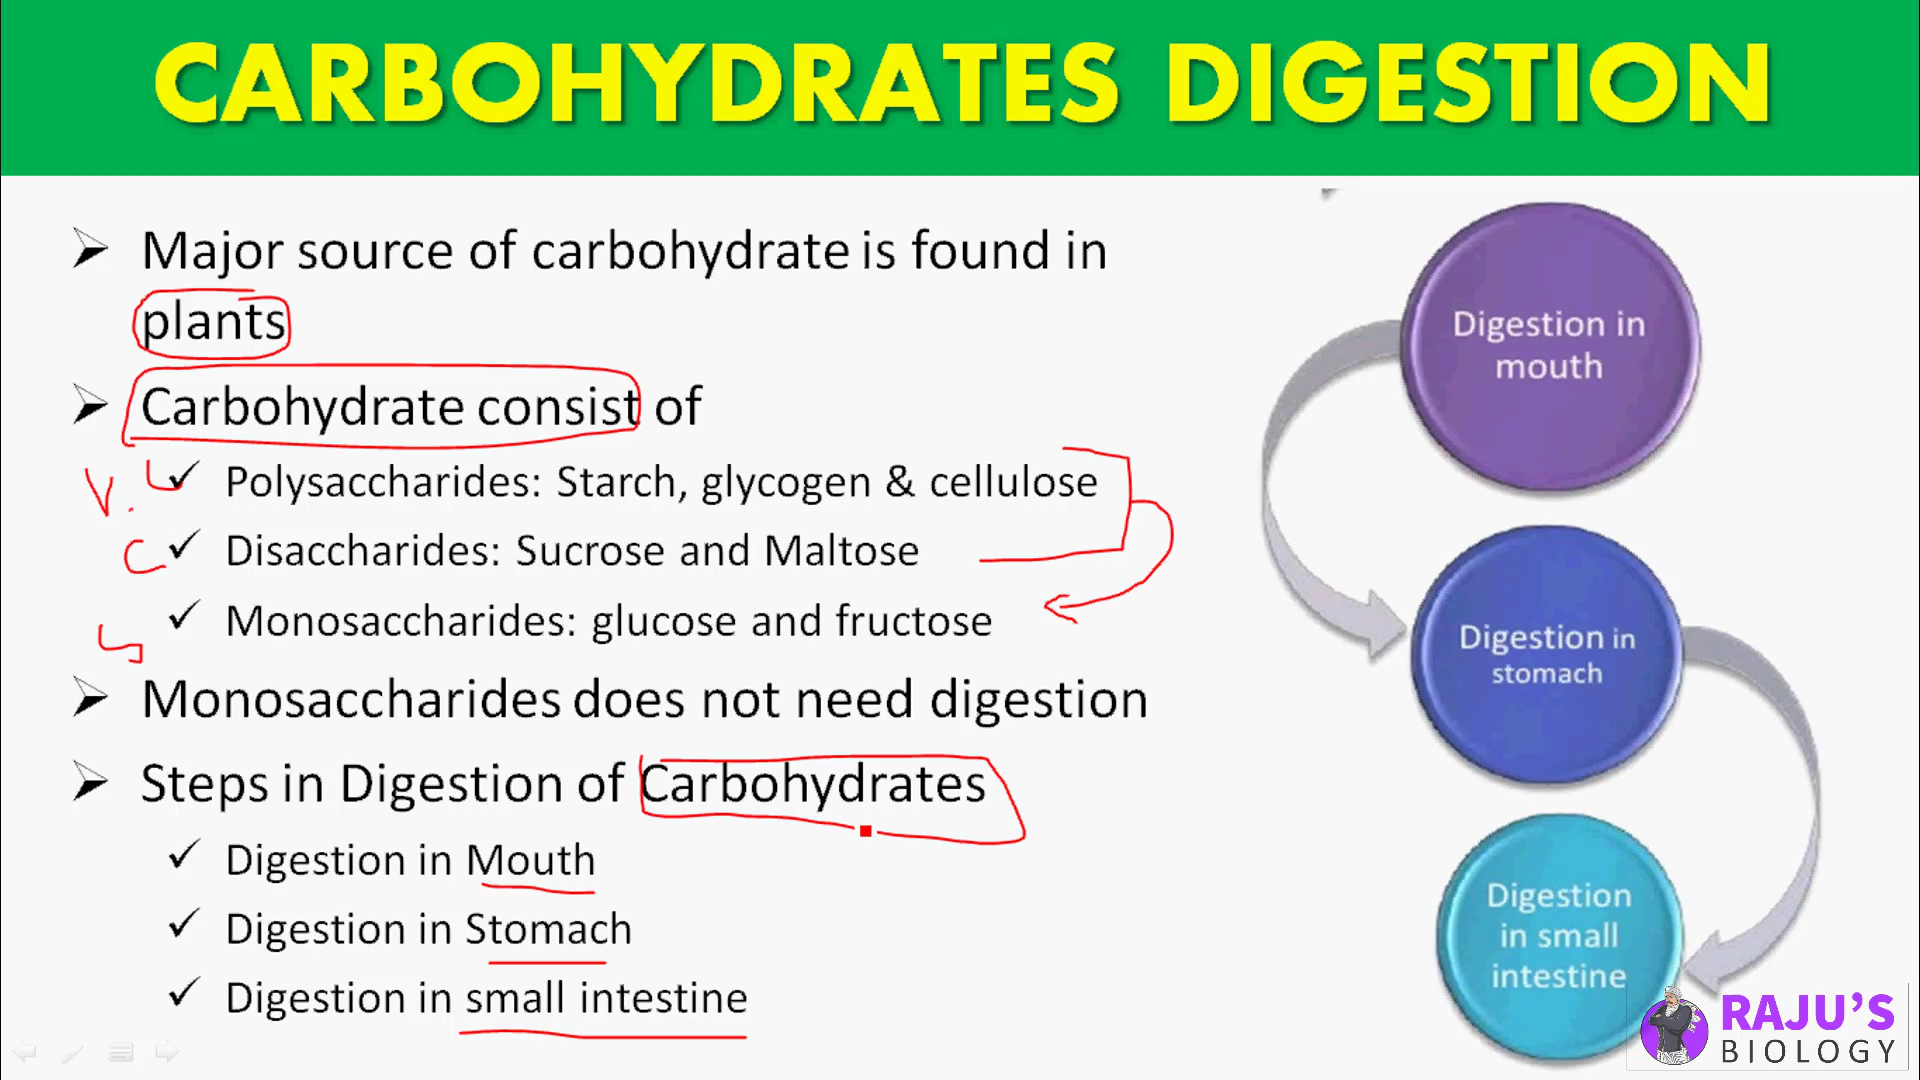 CARBOHYDRATES DIGESTION
Major source of carbohydrate is found in
plants
Carbohydrate consist of
Polysaccharides: Starch, glycogen & cellulose
Disaccharides: Sucrose and Maltose
Monosaccharides: glucose and fructose
Monosaccharides does not need digestion
Steps in Digestion of Carbohydrates
Digestion in Mouth
Digestion in Stomach
Digestion in small intestine
Digestion in
mouth
Digestion in
stomach
Digestion
in small
intestine
RAJU'S
BIOLOGY